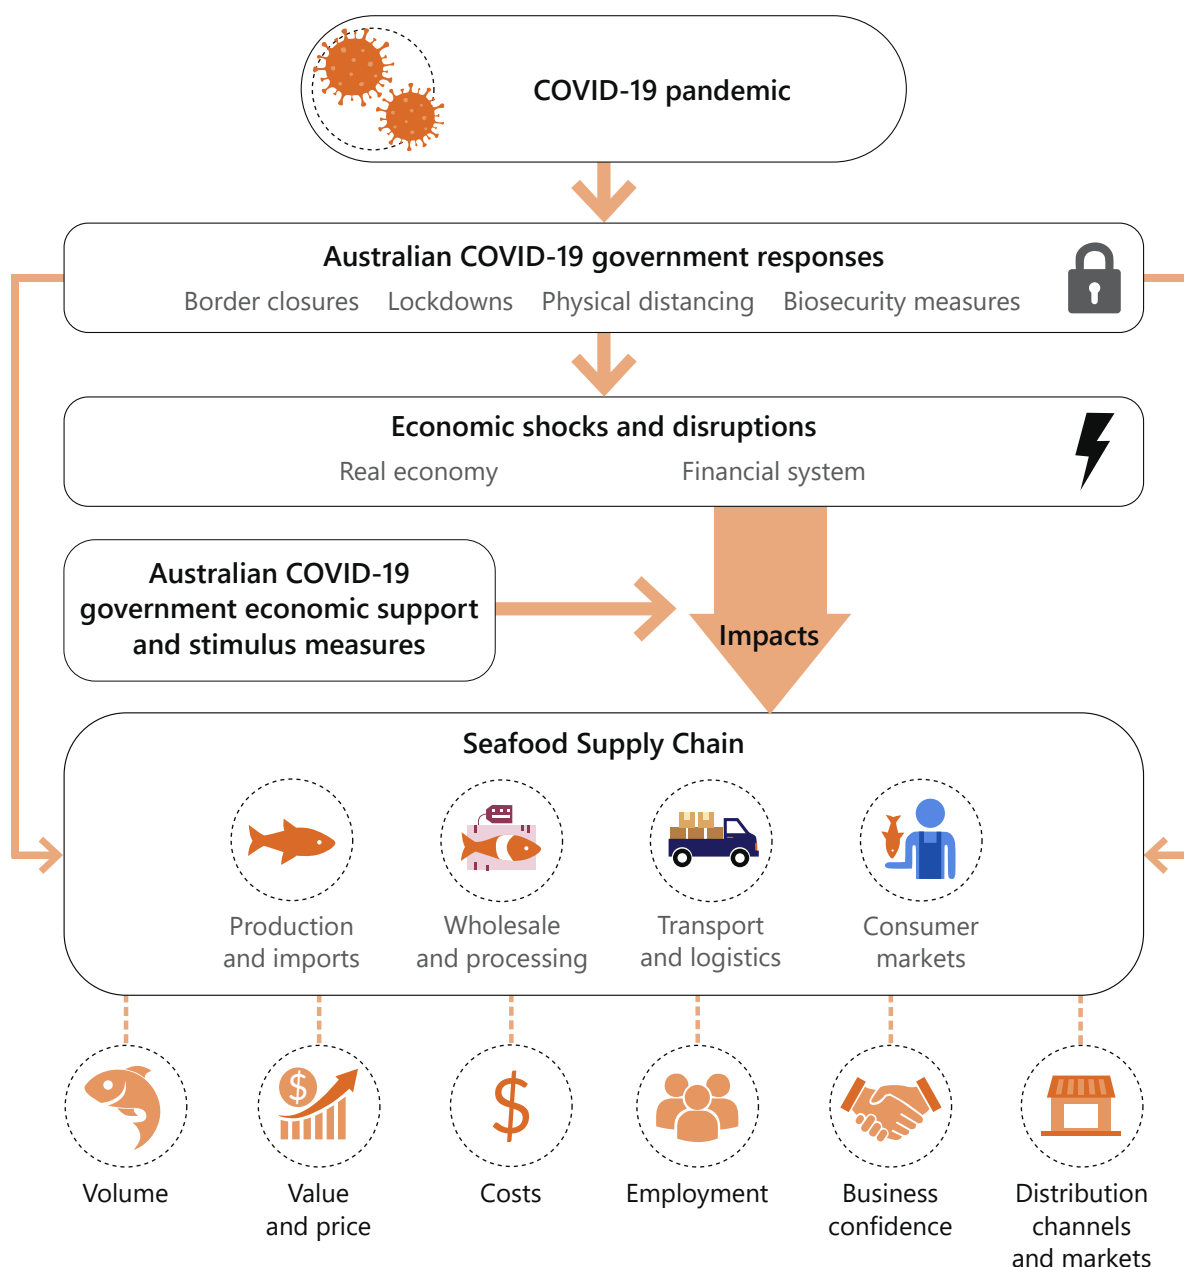 COVID-19 pandemic
Australian COVID-19 government responses
Border closures Lockdowns Physical distancing Biosecurity measures
Economic shocks and disruptions
Real economy Financial system
Australian COVID-19
government economic support
and stimulus measures
Impacts
Seafood Supply Chain
Production
and imports
Wholesale
and processing
Transport
and logistics
Consumer
markets
$
$
Volume
Value
and price
Costs
Employment
Business
confidence
Distribution
channels
and markets